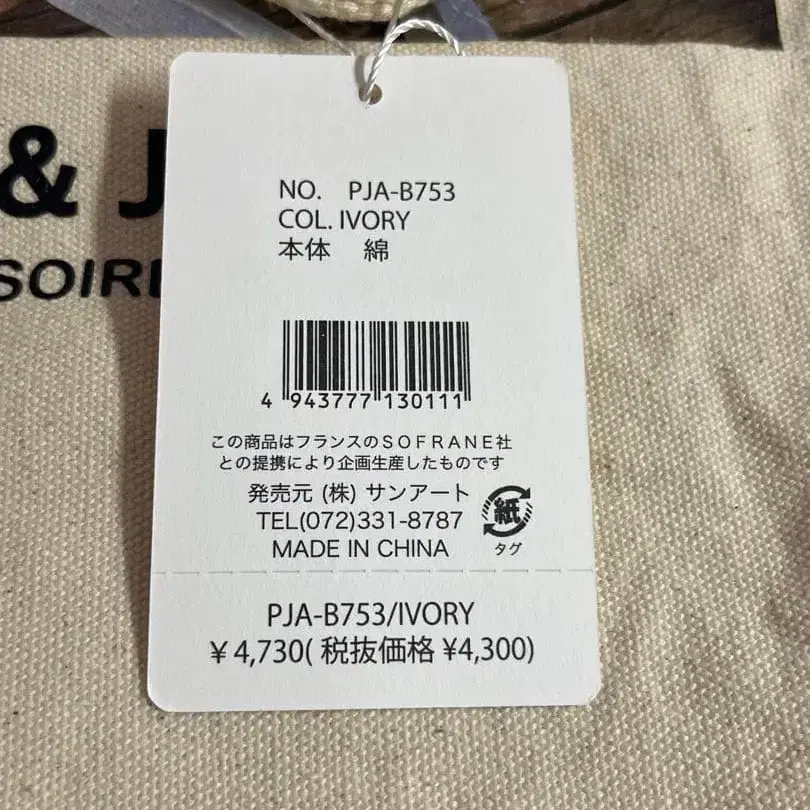 & J
SOIR
NO. PJA-B753
COL. IVORY
本体 綿
4 943777 130111
この商品はフランスのSOFRANE社
との提携により企画生産したものです
発売元 (株) サンアート
TEL(072)331-8787
MADE IN CHINA
紙
タグ
PJA-B753/IVORY
¥4,730(税抜価格 ¥4,300)